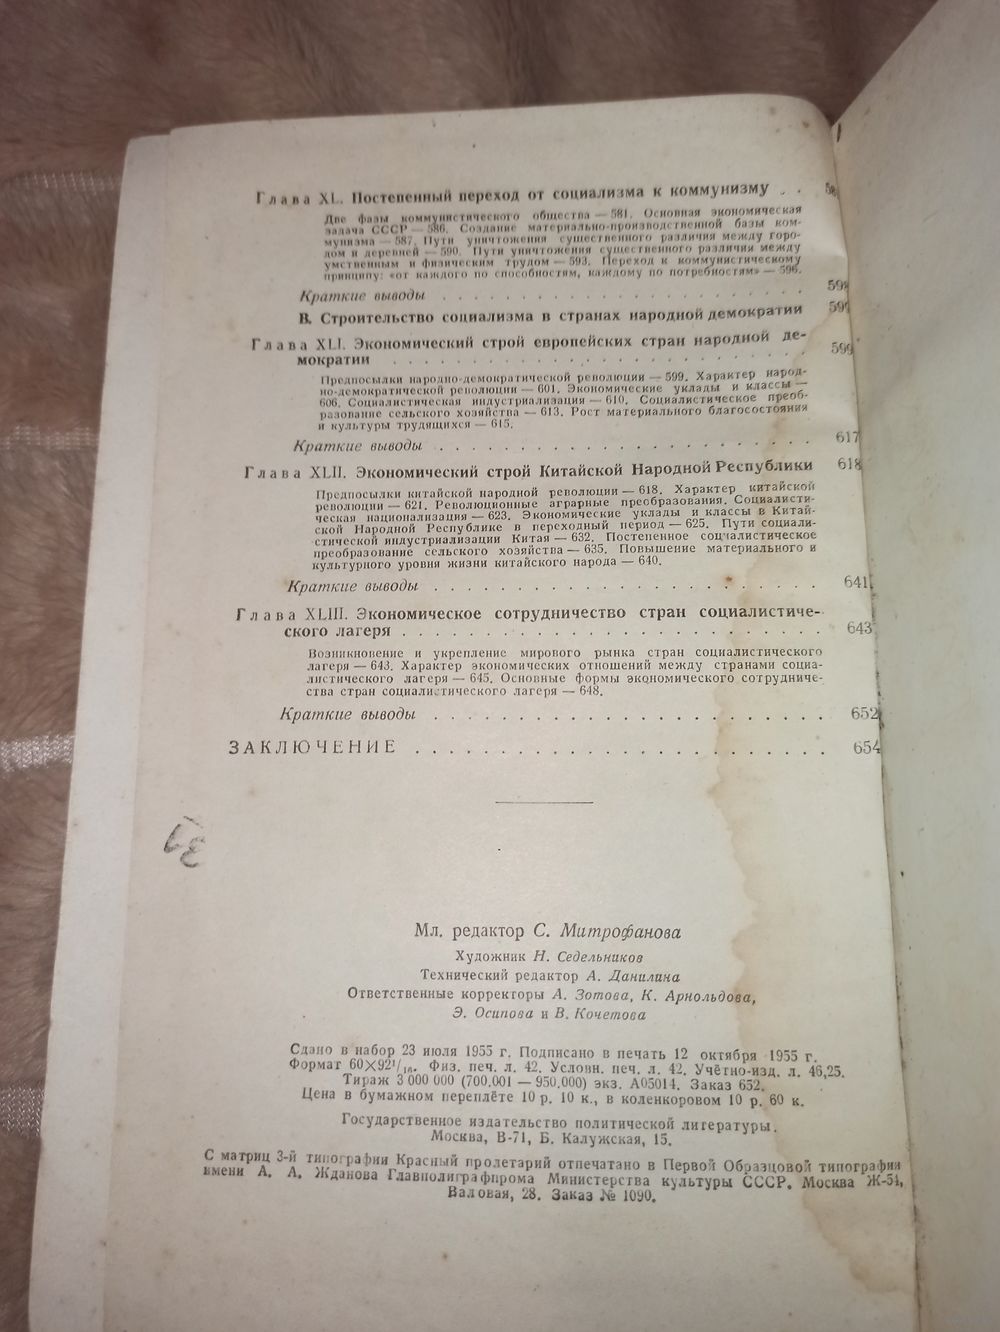 Глава XL. Постепенный переход от социализма к коммунизму . .
Две фазы коммунистического общества — 581. Основная экономическая
задача СССР — 586. Создание материально-производственной базы ком-
мунизма — 587. Пути уничтожения существенного различия между горо-
дом и деревней — 590. Пути уничтожения существенного различия между
умственным и физическим трудом — 593. Переход к коммунистическому
принципу: «от каждого по способностям, каждому по потребностям» — 596.
Краткие выводы . . . . . . . . . . . . . . . . . . 598
В. Строительство социализма в странах народной демократии 599
Глава XLI. Экономический строй европейских стран народной де-
мократии . . . . . . . . . . . . . . . . . . . . 599
Предпосылки народно-демократической революции — 599. Характер народ-
но-демократической революции — 601. Экономические уклады и классы —
606. Социалистическая индустриализация — 610. Социалистическое преоб-
разование сельского хозяйства — 613. Рост материального благосостояния
и культуры трудящихся — 615.
Краткие выводы . . . . . . . . . . . . . . . . . . 617
Глава XLII. Экономический строй Китайской Народной Республики 618
Предпосылки китайской народной революции — 618. Характер китайской
революции — 621. Революционные аграрные преобразования. Социалисти-
ческая национализация — 623. Экономические уклады и классы в Китай-
ской Народной Республике в переходный период — 625. Пути социали-
стической индустриализации Китая — 632. Постепенное социалистическое
преобразование сельского хозяйства — 635. Повышение материального и
культурного уровня жизни китайского народа — 640.
Краткие выводы . . . . . . . . . . . . . . . . . . 641
Глава XLIII. Экономическое сотрудничество стран социалистиче-
ского лагеря . . . . . . . . . . . . . . . . . . . 643
Возникновение и укрепление мирового рынка стран социалистического
лагеря — 643. Характер экономических отношений между странами социа-
листического лагеря — 645. Основные формы экономического сотрудниче-
ства стран социалистического лагеря — 648.
Краткие выводы . . . . . . . . . . . . . . . . . . 652
ЗАКЛЮЧЕНИЕ . . . . . . . . . . . . . . . . . . . 654
Мл. редактор С. Митрофанова
Художник Н. Седельников
Технический редактор А. Данилина
Ответственные корректоры А. Зотова, К. Арнольдова,
Э. Осипова и В. Кочетова
Сдано в набор 23 июля 1955 г. Подписано в печать 12 октября 1955 г.
Формат 60×92 1/16. Физ. печ. л. 42. Условн. печ. л. 42. Учётно-изд. л. 46,25.
Тираж 3 000 000 (700.001 — 950.000) экз. А05014. Заказ 652.
Цена в бумажном переплёте 10 р. 10 к., в коленкоровом 10 р. 60 к.
Государственное издательство политической литературы.
Москва, В-71, Б. Калужская, 15.
С матриц 3-й типографии Красный пролетарий отпечатано в Первой Образцовой типографии
имени А. А. Жданова Главполиграфпрома Министерства культуры СССР. Москва Ж-54,
Валовая, 28. Заказ № 1090.